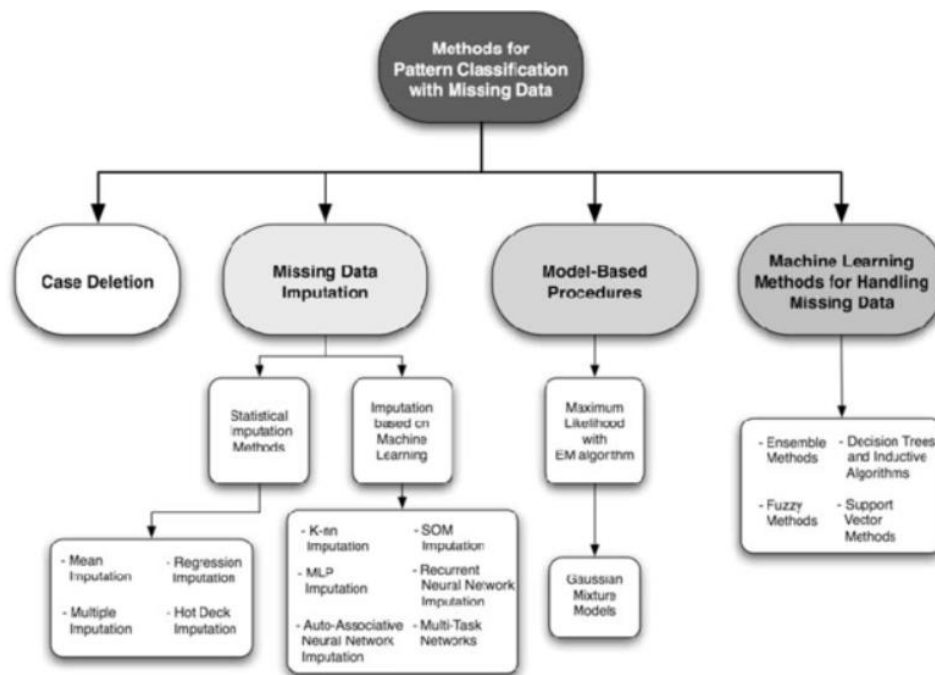 Methods for
Pattern Classification
with Missing Data
Case Deletion
Missing Data
Imputation
Model-Based
Procedures
Machine Learning
Methods for Handling
Missing Data
Statistical
Imputation
Methods
Imputation
based on
Machine
Learning
Maximum
Likelihood
with
EM algorithm
- Ensemble
Methods
- Decision Trees
and Inductive
Algorithms
- Fuzzy
Methods
- Support
Vector
Methods
- Mean
Imputation
- Regression
Imputation
- Multiple
Imputation
- Hot Deck
Imputation
- K-nn
Imputation
- SOM
Imputation
- MLP
Imputation
- Recurrent
Neural Network
Imputation
- Auto-Associative
Neural Network
Imputation
- Multi-Task
Networks
Gaussian
Mixture
Models